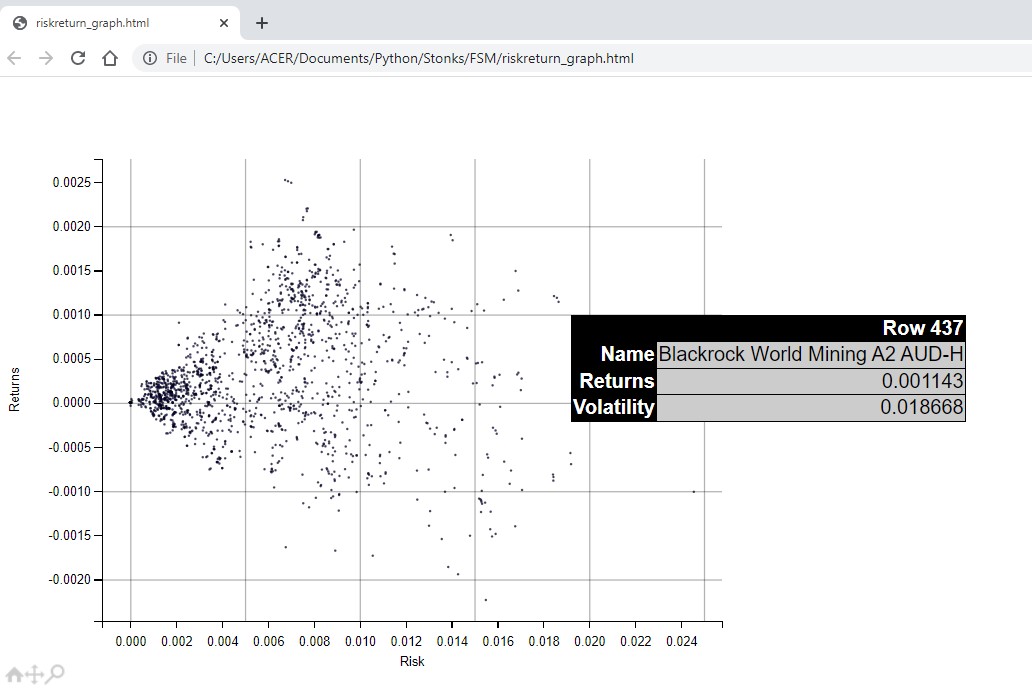 riskreturn_graph.html
File | C:/Users/ACER/Documents/Python/Stonks/FSM/riskreturn_graph.html
0.0025
0.0020
0.0015
0.0010
0.0005
0.0000
-0.0005
-0.0010
-0.0015
-0.0020
Returns
Row 437
Name Blackrock World Mining A2 AUD-H
Returns 0.001143
Volatility 0.018668
0.000 0.002 0.004 0.006 0.008 0.010 0.012 0.014 0.016 0.018 0.020 0.022 0.024
Risk